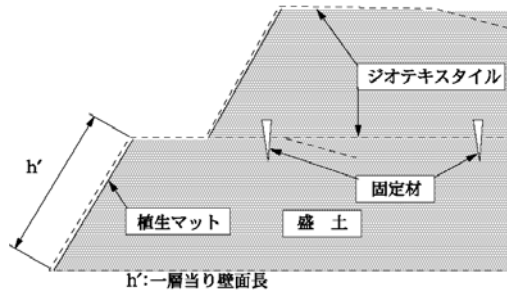 ジオテキスタイル
h′
固定材
植生マット
盛 土
h′:一層当り壁面長